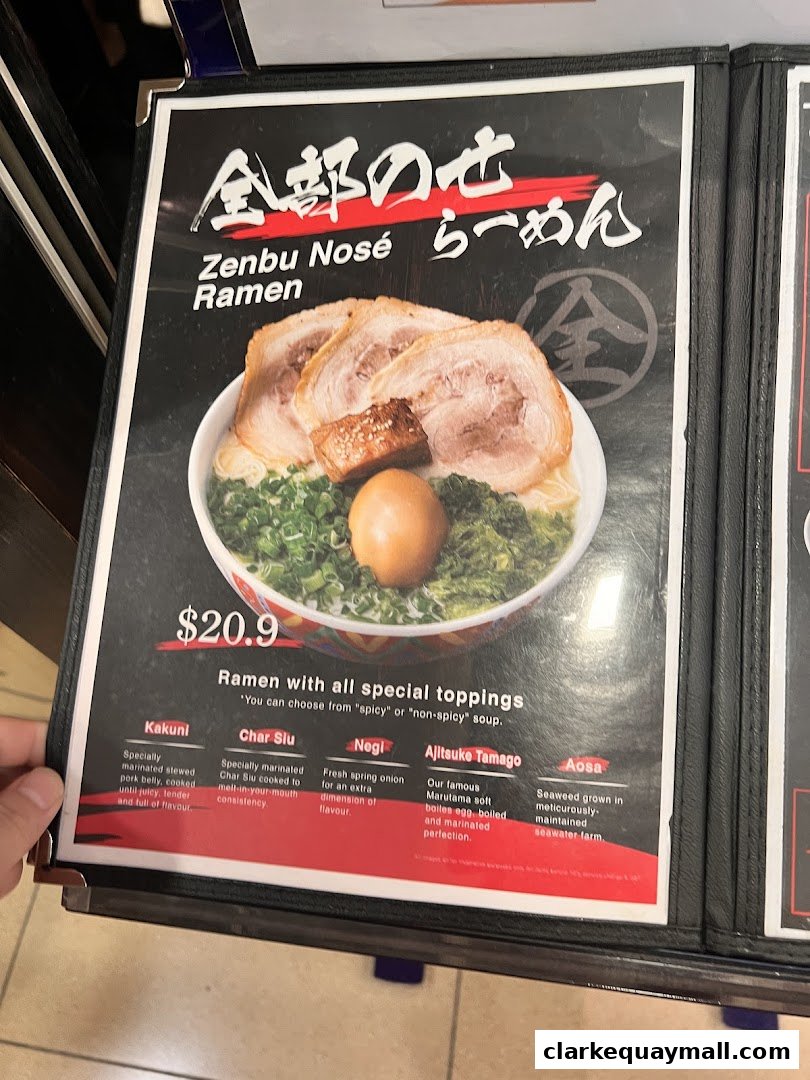 全部のせ
らーめん
Zenbu Nosé
Ramen
全
$20.9
Ramen with all special toppings
*You can choose from "spicy" or "non-spicy" soup.
Kakuni
Specially
marinated stewed
pork belly, cooked
until juicy, tender
and full of flavour.
Char Siu
Specially marinated
Char Siu cooked to
melt-in-your-mouth
consistency.
Negi
Fresh spring onion
for an extra
dimension of
flavour.
Ajitsuke Tamago
Our famous
Marutama soft
boiles egg, boiled
and marinated
perfection.
Aosa
Seaweed grown in
meticurously-
maintained
seawater farm.
clarkequaymall.com